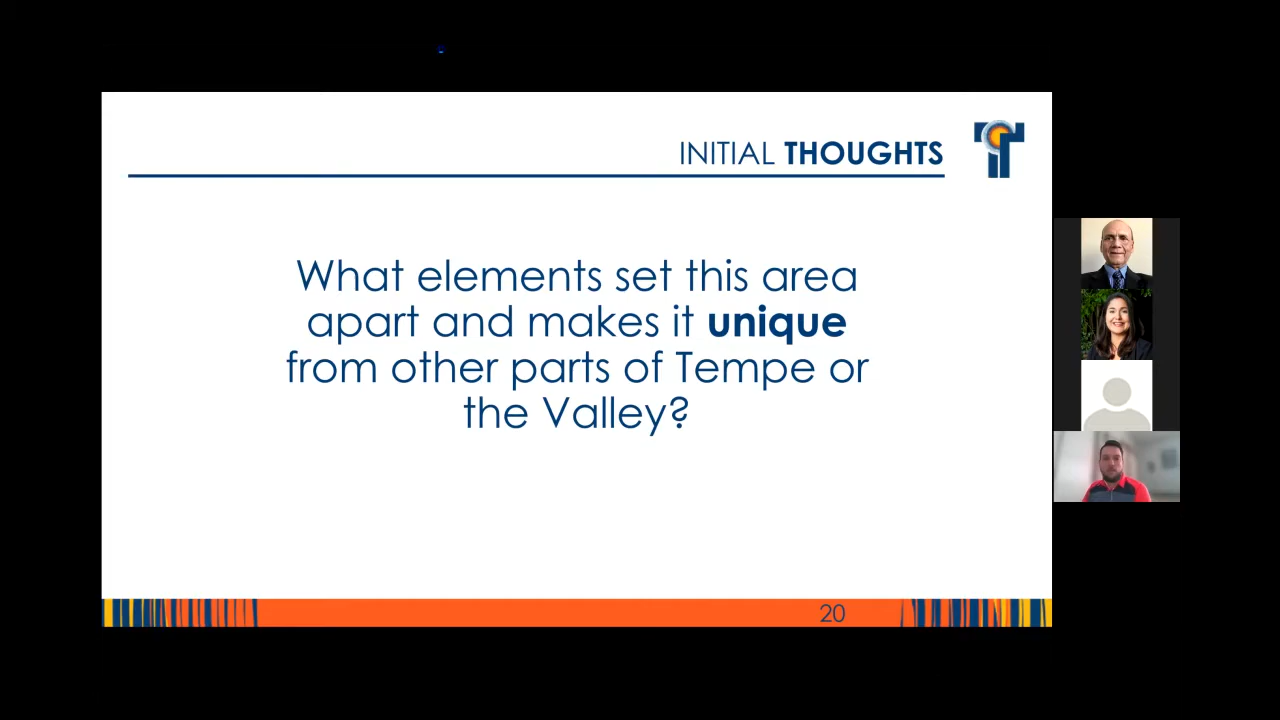 INITIAL THOUGHTS
What elements set this area
apart and makes it unique
from other parts of Tempe or
the Valley?
20